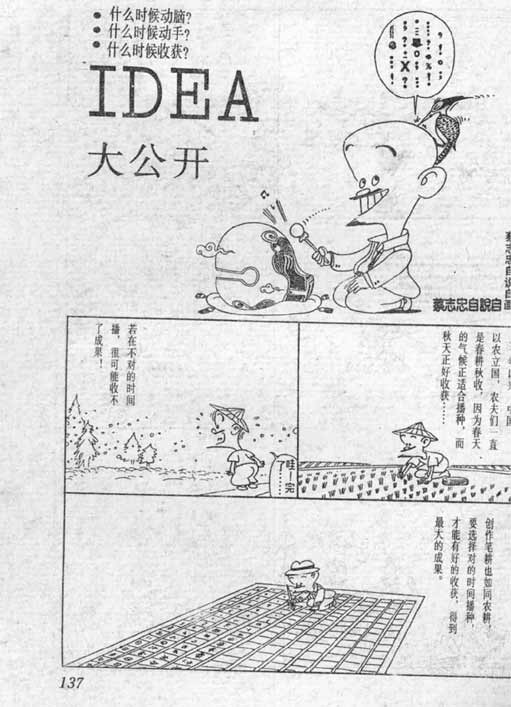 什么时候动脑?
什么时候动手?
什么时候收获?
IDEA
大公开
蔡志忠自說自画
蔡志忠自說自
以农立国，农夫们一直
是春耕秋收，因为春天
的气候正适合播种，而
秋天正好收获……
若在不对的时间
播，很可能收不
了成果！
哇！完
了……
创作笔耕也如同农耕，
要选择对的时间播种，
才能有好的收获，得到
最大的成果。
137